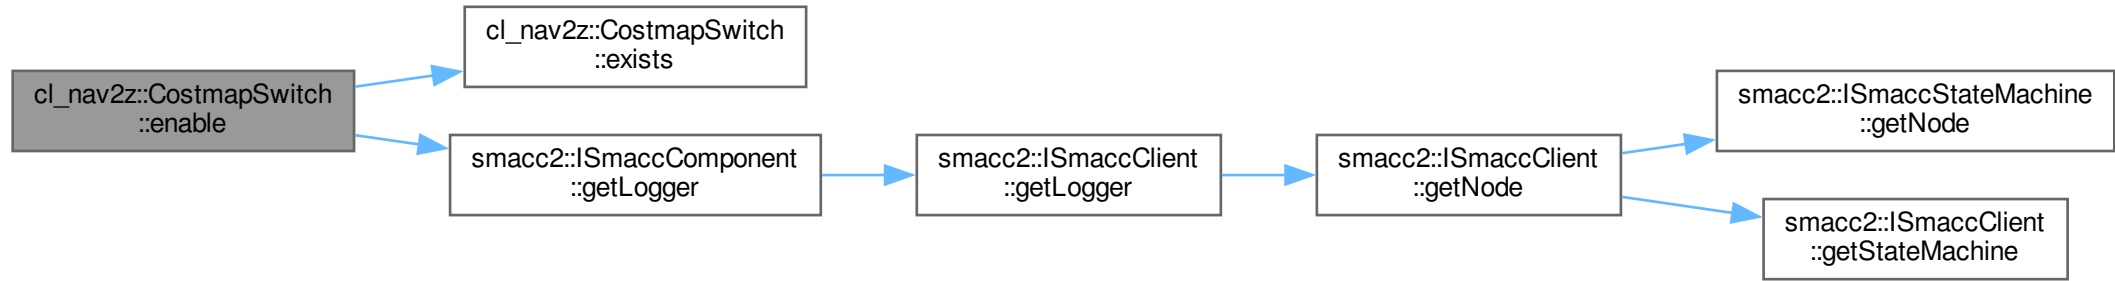 cl_nav2z::CostmapSwitch
::enable
cl_nav2z::CostmapSwitch
::exists
smacc2::ISmaccComponent
::getLogger
smacc2::ISmaccClient
::getLogger
smacc2::ISmaccClient
::getNode
smacc2::ISmaccStateMachine
::getNode
smacc2::ISmaccClient
::getStateMachine